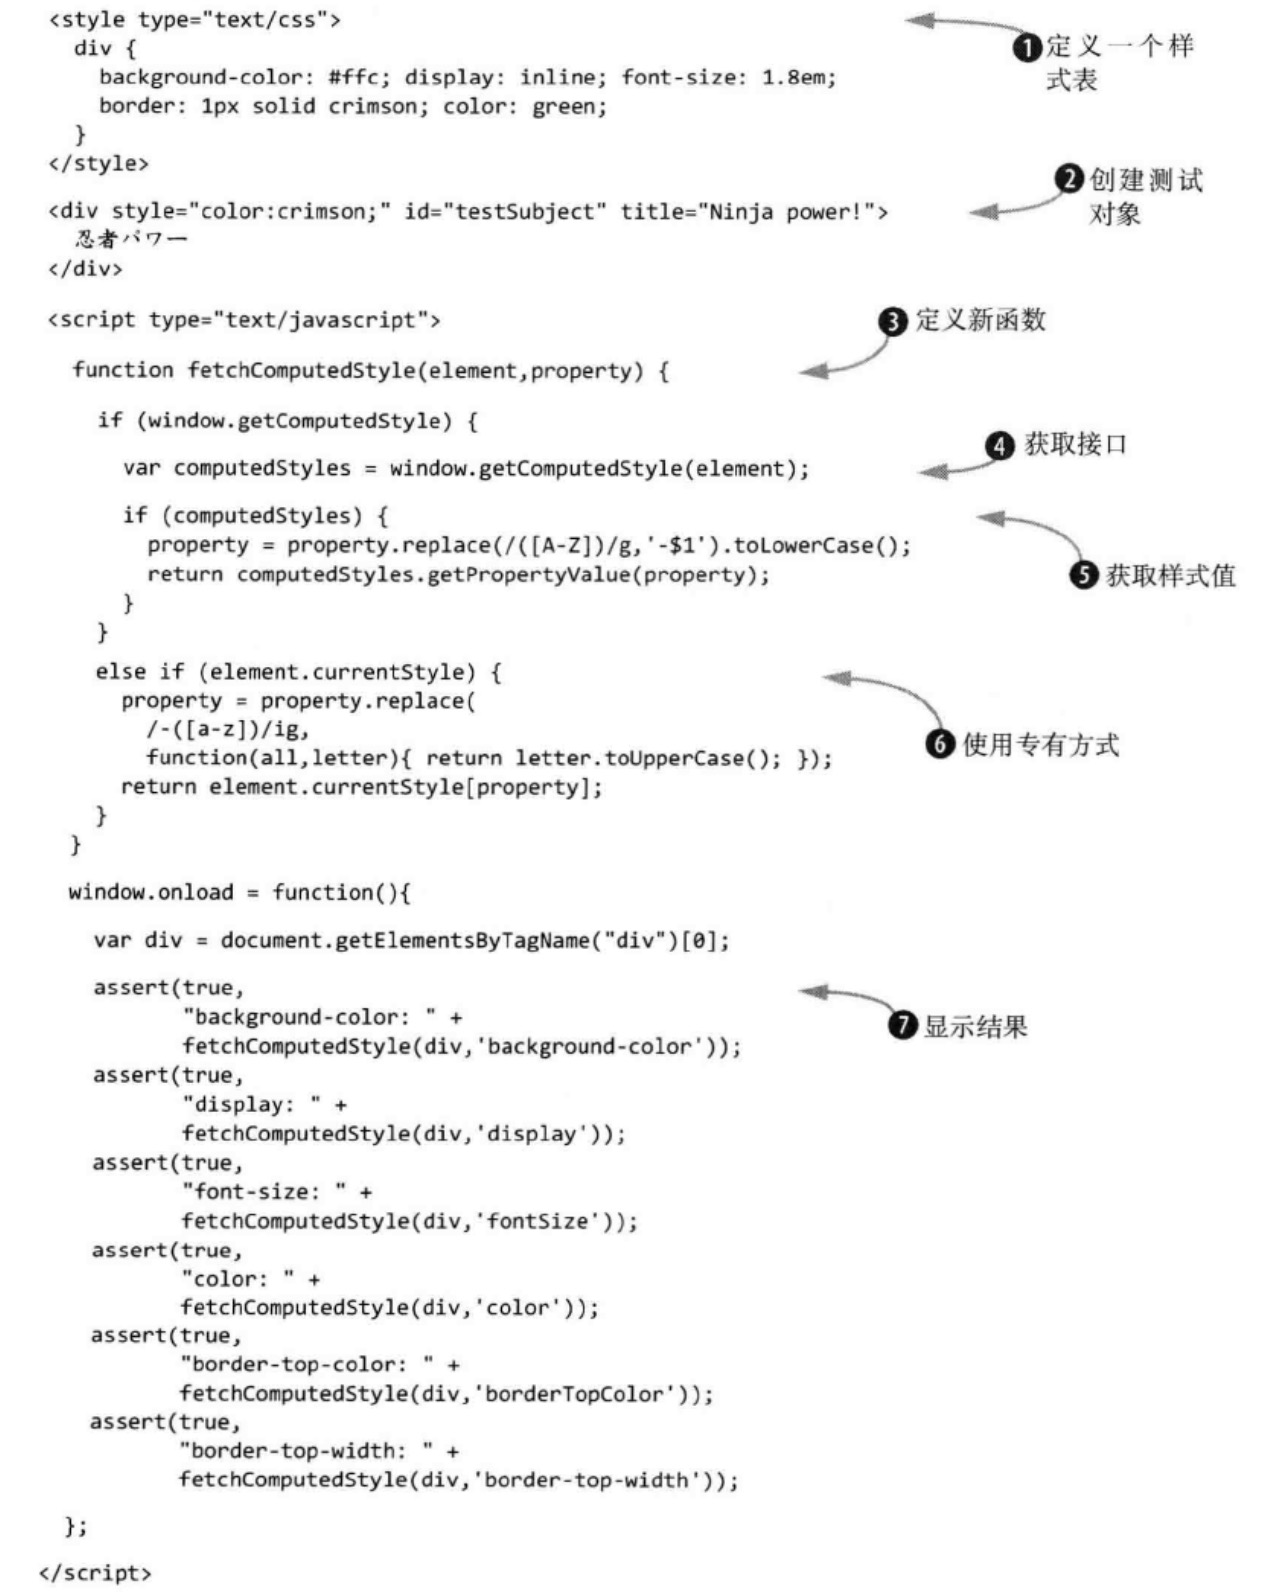 <style type="text/css">
❶定义一个样
div {
式表
background-color: #ffc; display: inline; font-size: 1.8em;
border: 1px solid crimson; color: green;
}
</style>
❷创建测试
对象
<div style="color:crimson;" id="testSubject" title="Ninja power!">
忍者パワー
</div>
<script type="text/javascript">
❸ 定义新函数
function fetchComputedStyle(element,property) {
if (window.getComputedStyle) {
❹ 获取接口
var computedStyles = window.getComputedStyle(element);
if (computedStyles) {
property = property.replace(/([A-Z])/g,'-$1').toLowerCase();
return computedStyles.getPropertyValue(property);
❺获取样式值
}
}
else if (element.currentStyle) {
property = property.replace(
/-([a-z])/ig,
function(all,letter){ return letter.toUpperCase(); });
❻使用专有方式
return element.currentStyle[property];
}
}
window.onload = function(){
var div = document.getElementsByTagName("div")[0];
assert(true,
"background-color: " +
❼显示结果
fetchComputedStyle(div,'background-color'));
assert(true,
"display: " +
fetchComputedStyle(div,'display'));
assert(true,
"font-size: " +
fetchComputedStyle(div,'fontSize'));
assert(true,
"color: " +
fetchComputedStyle(div,'color'));
assert(true,
"border-top-color: " +
fetchComputedStyle(div,'borderTopColor'));
assert(true,
"border-top-width: " +
fetchComputedStyle(div,'border-top-width'));
};
</script>